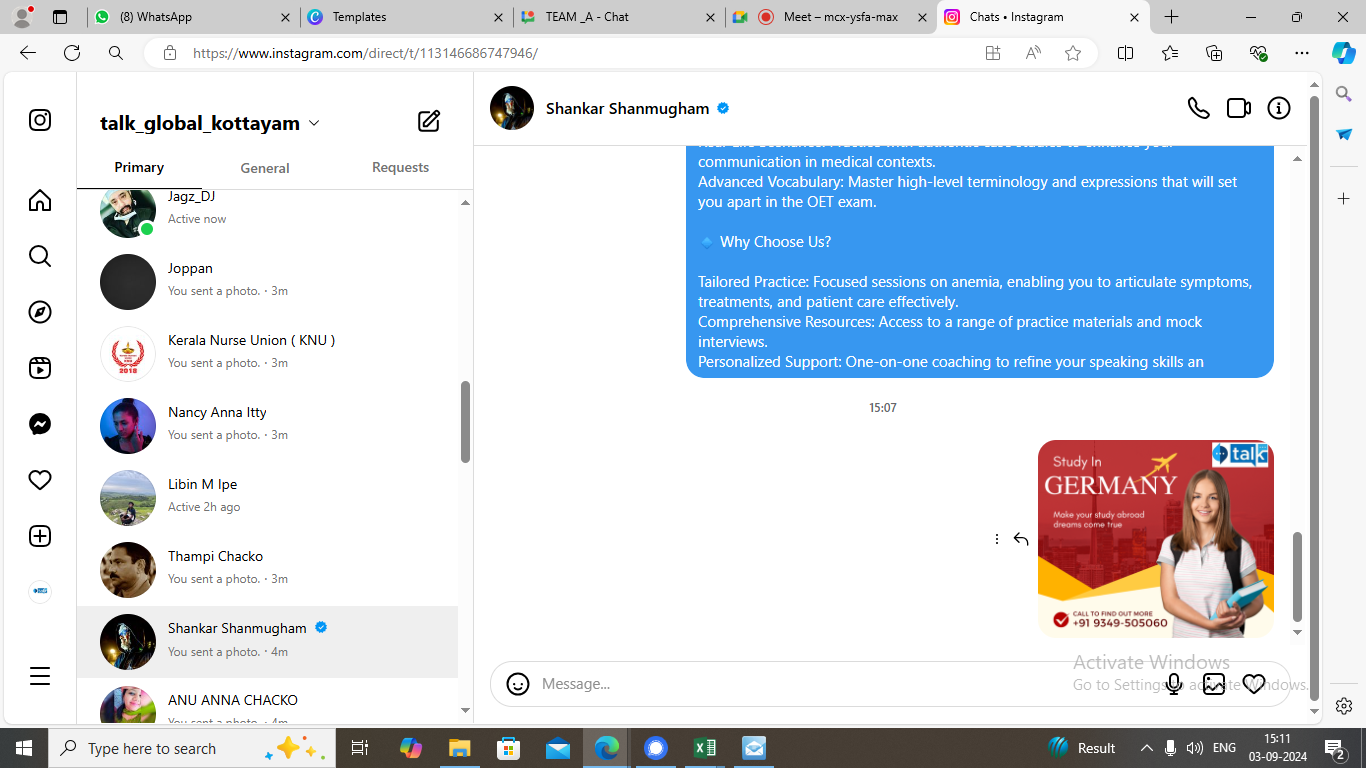 (8) WhatsApp
Templates
TEAM _A - Chat
Meet – mcx-ysfa-max
Chats • Instagram
https://www.instagram.com/direct/t/113146686747946/
talk_global_kottayam
Primary
General
Requests
Jagz_DJ
Active now
Joppan
You sent a photo. · 3m
Kerala Nurse Union ( KNU )
You sent a photo. · 3m
Nancy Anna Itty
You sent a photo. · 3m
Libin M Ipe
Active 2h ago
Thampi Chacko
You sent a photo. · 3m
Shankar Shanmugham
You sent a photo. · 4m
ANU ANNA CHACKO
You sent a photo. · 4m
Shankar Shanmugham
communication in medical contexts.
Advanced Vocabulary: Master high-level terminology and expressions that will set
you apart in the OET exam.
Why Choose Us?
Tailored Practice: Focused sessions on anemia, enabling you to articulate symptoms,
treatments, and patient care effectively.
Comprehensive Resources: Access to a range of practice materials and mock
interviews.
Personalized Support: One-on-one coaching to refine your speaking skills an
15:07
talk
Study In
GERMANY
Make your study abroad
dreams come true
CALL TO FIND OUT MORE
+91 9349-505060
Message...
Activate Windows
Go to Settings to activate Windows.
Type here to search
Result
ENG
15:11
03-09-2024
2